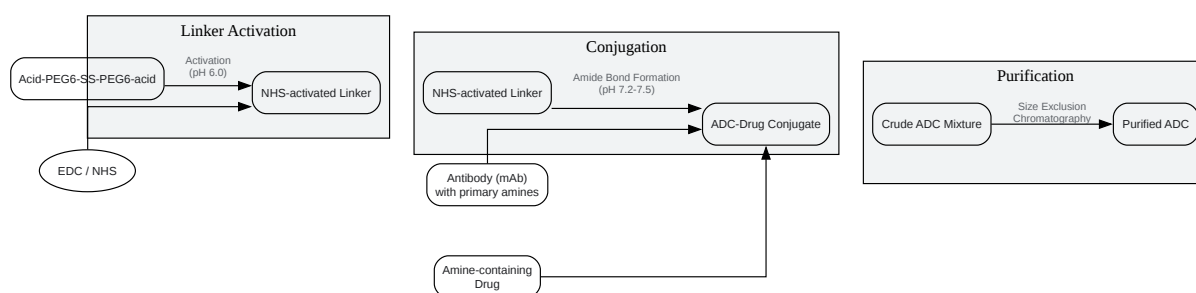 Linker Activation
Acid-PEG6-SS-PEG6-acid
Activation
(pH 6.0)
NHS-activated Linker
EDC / NHS
Conjugation
NHS-activated Linker
Amide Bond Formation
(pH 7.2-7.5)
ADC-Drug Conjugate
Antibody (mAb)
with primary amines
Amine-containing
Drug
Purification
Crude ADC Mixture
Size Exclusion
Chromatography
Purified ADC